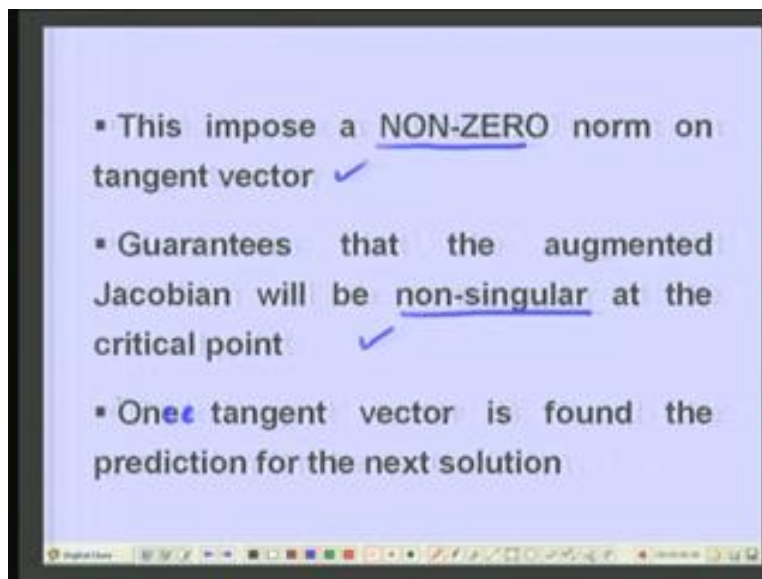 ▪ This impose a NON-ZERO norm on
tangent vector
▪ Guarantees that the augmented
Jacobian will be non-singular at the
critical point
▪ Once tangent vector is found the
prediction for the next solution